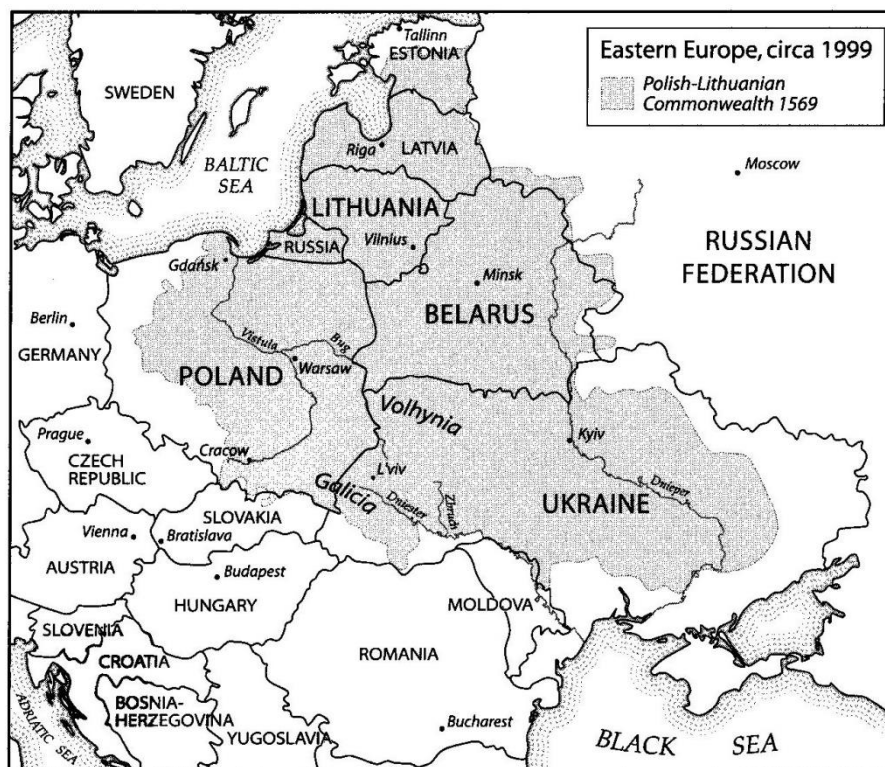 Eastern Europe, circa 1999
Polish-Lithuanian
Commonwealth 1569
Tallinn
ESTONIA
SWEDEN
Riga
LATVIA
Moscow
BALTIC
SEA
LITHUANIA
Vilnius
RUSSIA
RUSSIAN
FEDERATION
Gdańsk
Minsk
BELARUS
Berlin
GERMANY
Vistula
Bug
Warsaw
POLAND
Volhynia
Kyiv
Prague
CZECH
REPUBLIC
Cracow
L'viv
Galicia
Dniester
Zbruch
Dnieper
UKRAINE
SLOVAKIA
Vienna
Bratislava
AUSTRIA
Budapest
HUNGARY
MOLDOVA
SLOVENIA
ROMANIA
CROATIA
BOSNIA-
HERZEGOVINA
YUGOSLAVIA
Bucharest
ADRIATIC SEA
BLACK SEA